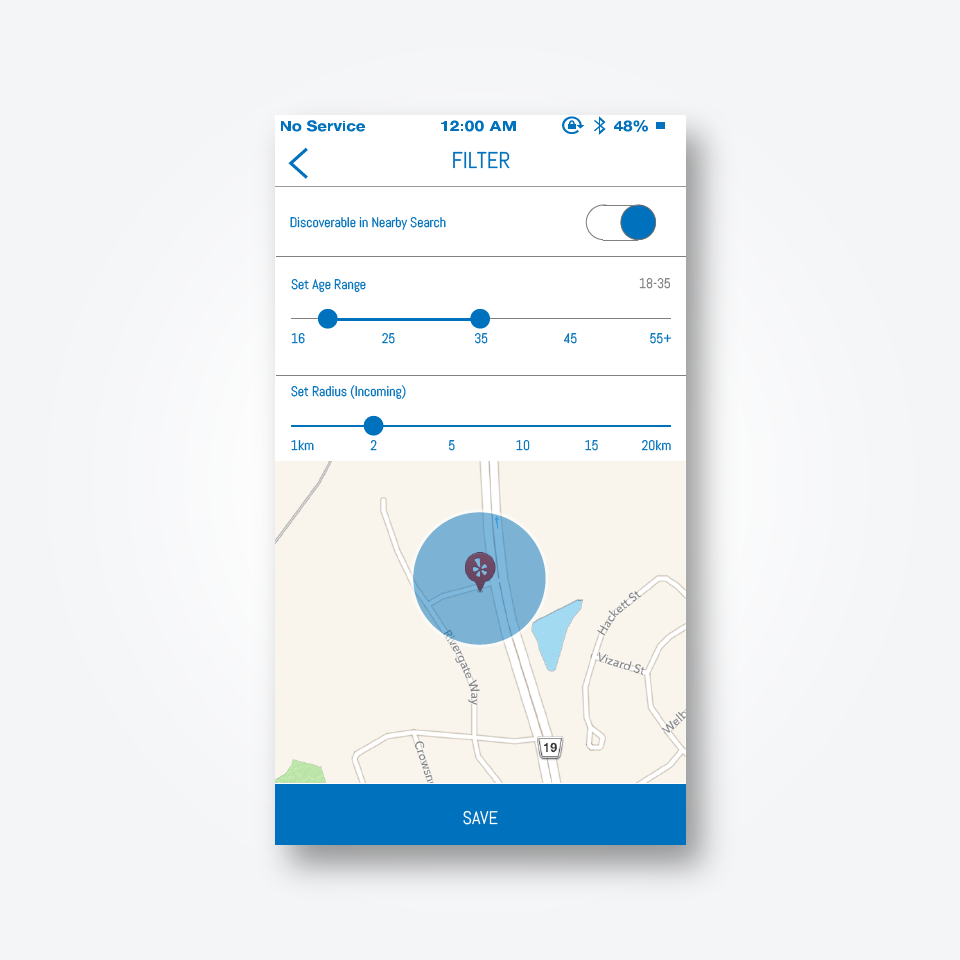 No Service 12:00 AM 48%
FILTER
Discoverable in Nearby Search
Set Age Range 18-35
16 25 35 45 55+
Set Radius (Incoming)
1km 2 5 10 15 20km
Hackett St
Rivergate Way
Vizard St
Welb
19
Crowsn
SAVE